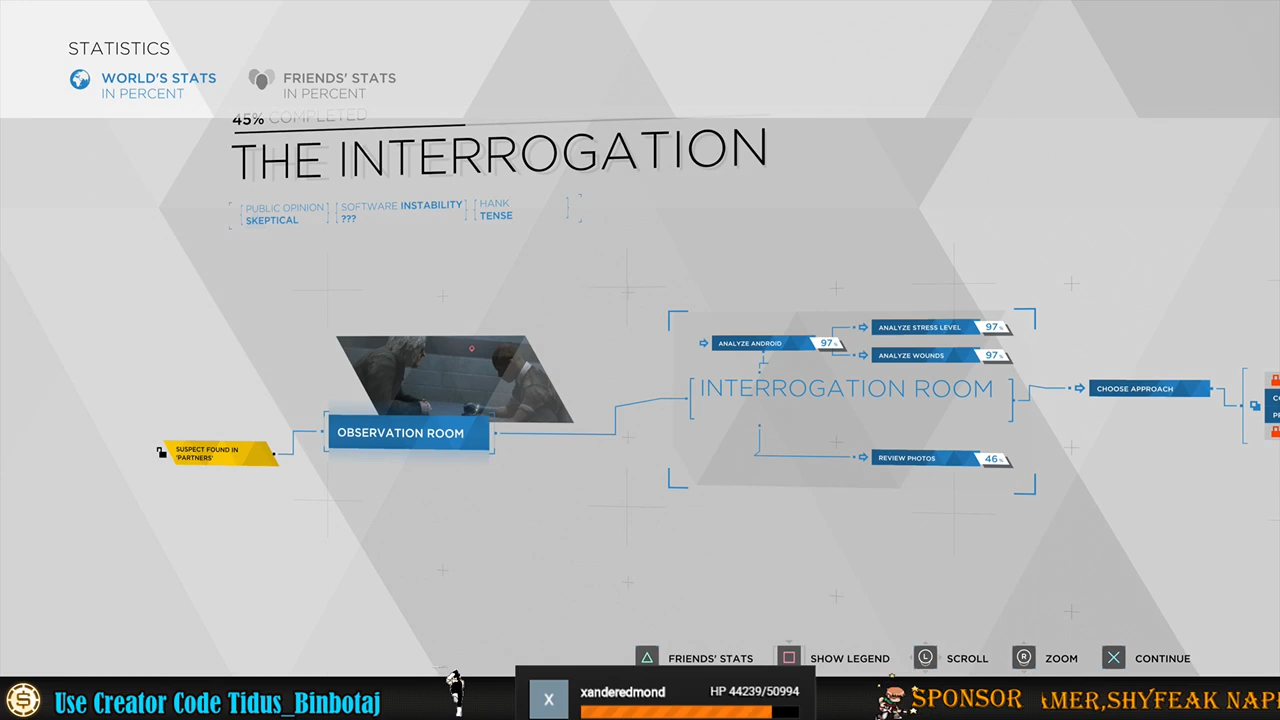 STATISTICS
WORLD'S STATS
IN PERCENT
FRIENDS' STATS
IN PERCENT
45% COMPLETED
THE INTERROGATION
PUBLIC OPINION
SKEPTICAL
SOFTWARE INSTABILITY
???
HANK
TENSE
ANALYZE STRESS LEVEL 97%
ANALYZE ANDROID 97%
ANALYZE WOUNDS 97%
INTERROGATION ROOM
CHOOSE APPROACH
OBSERVATION ROOM
SUSPECT FOUND IN
'PARTNERS'
REVIEW PHOTOS 46%
FRIENDS' STATS
SHOW LEGEND
L SCROLL
R ZOOM
CONTINUE
Use Creator Code Tidus_Binbotaj
X
xanderedmond
HP 44239/50994
SPONSOR
AMER,SHYFEAK